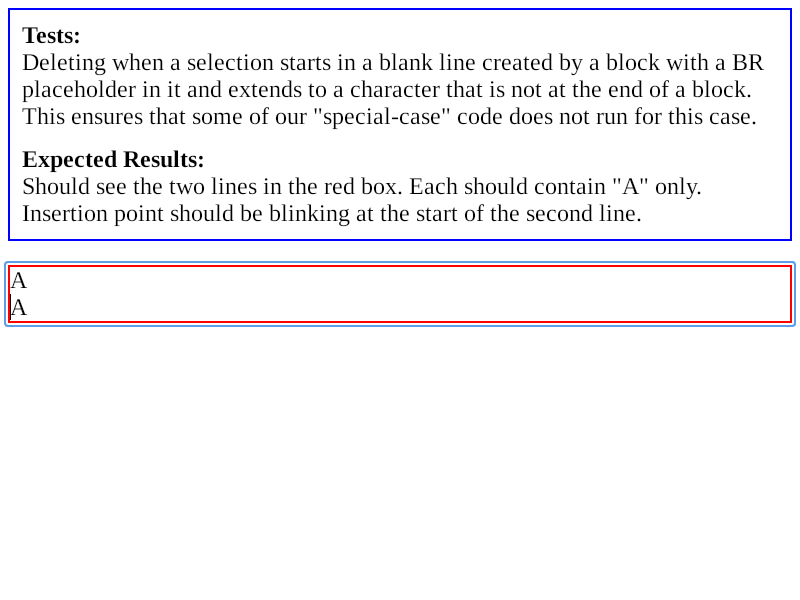 Tests:
Deleting when a selection starts in a blank line created by a block with a BR
placeholder in it and extends to a character that is not at the end of a block.
This ensures that some of our "special-case" code does not run for this case.
Expected Results:
Should see the two lines in the red box. Each should contain "A" only.
Insertion point should be blinking at the start of the second line.
A
A